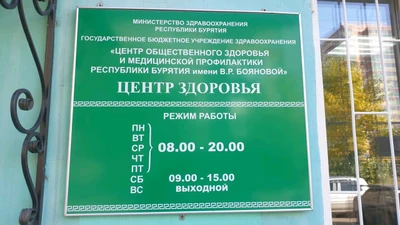 МИНИСТЕРСТВО ЗДРАВООХРАНЕНИЯ
РЕСПУБЛИКИ БУРЯТИЯ
ГОСУДАРСТВЕННОЕ БЮДЖЕТНОЕ УЧРЕЖДЕНИЕ ЗДРАВООХРАНЕНИЯ
«ЦЕНТР ОБЩЕСТВЕННОГО ЗДОРОВЬЯ
И МЕДИЦИНСКОЙ ПРОФИЛАКТИКИ
РЕСПУБЛИКИ БУРЯТИЯ имени В.Р. БОЯНОВОЙ»
ЦЕНТР ЗДОРОВЬЯ
РЕЖИМ РАБОТЫ
ПН
ВТ
СР 08.00 - 20.00
ЧТ
ПТ
СБ 09.00 - 15.00
ВС ВЫХОДНОЙ